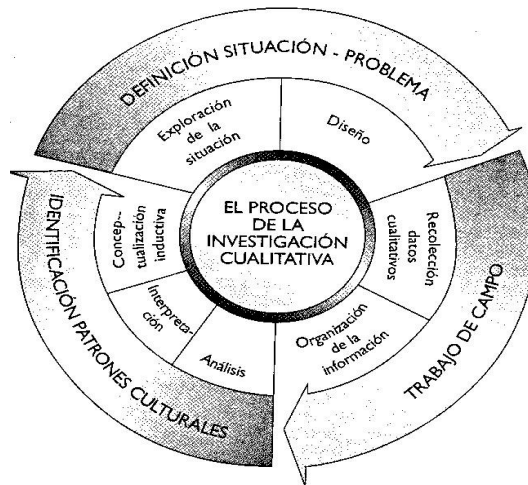 DEFINICIÓN SITUACIÓN - PROBLEMA
Exploración
de la
situación
Diseño
EL PROCESO
DE LA
INVESTIGACIÓN
CUALITATIVA
Recolección
datos
cualitativos
Organización
de la
información
TRABAJO DE CAMPO
Análisis
Interpreta-
ción
Concep-
tualización
inductiva
IDENTIFICACIÓN PATRONES CULTURALES